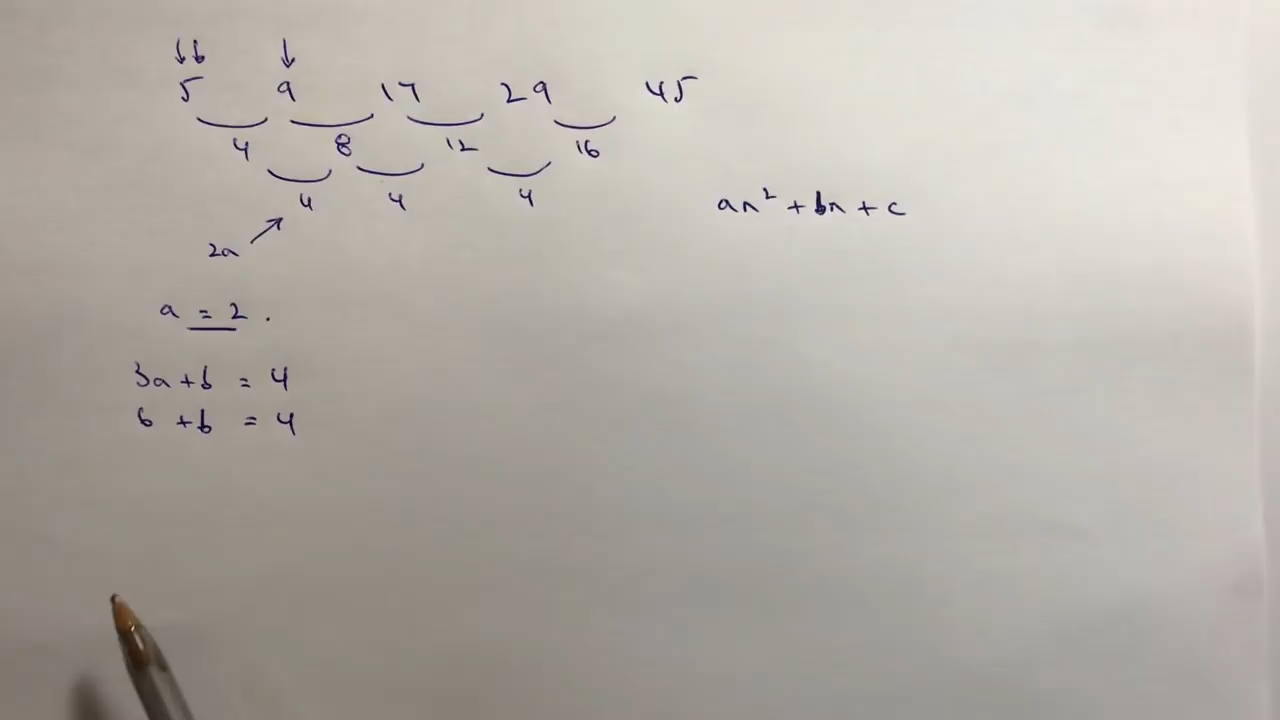 ↓↓ ↓
5 9 17 29 45
4 8 12 16
4 4 4
an² + bn + c
2a
a = 2 .
3a + b = 4
6 + b = 4